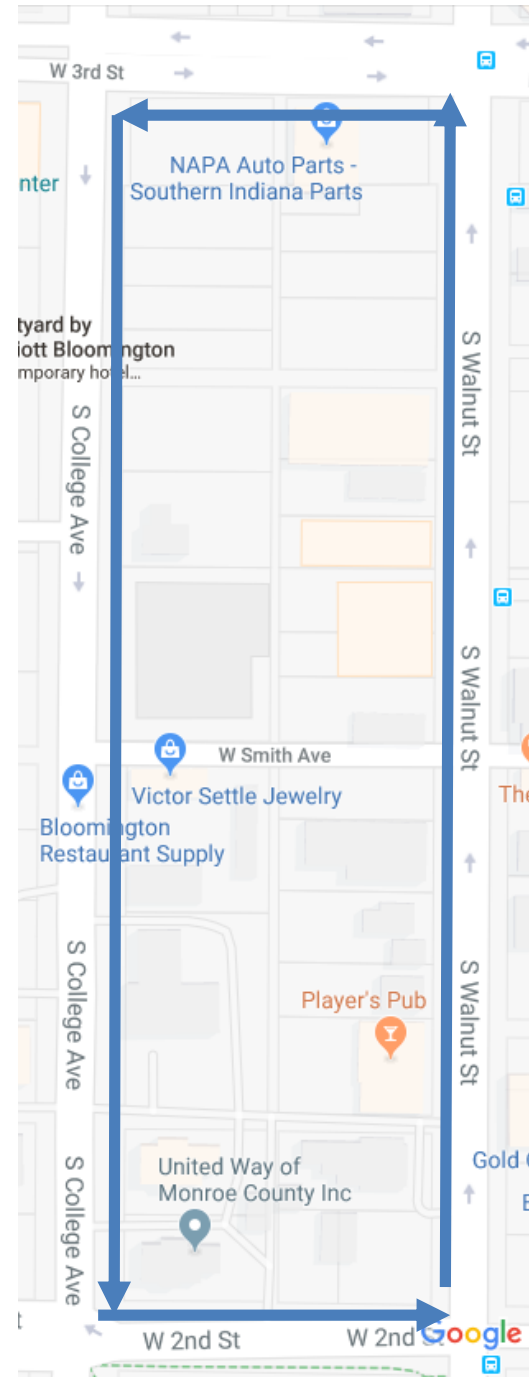 W 3rd St
NAPA Auto Parts -
Southern Indiana Parts
nter
tyard by
iott Bloomington
mporary hotel...
S Walnut St
S College Ave
S Walnut St
W Smith Ave
Victor Settle Jewelry
The
Bloomington
Restaurant Supply
S College Ave
S Walnut St
Player's Pub
United Way of
Monroe County Inc
Gold
S College Ave
E
t
W 2nd St
W 2nd St
Google